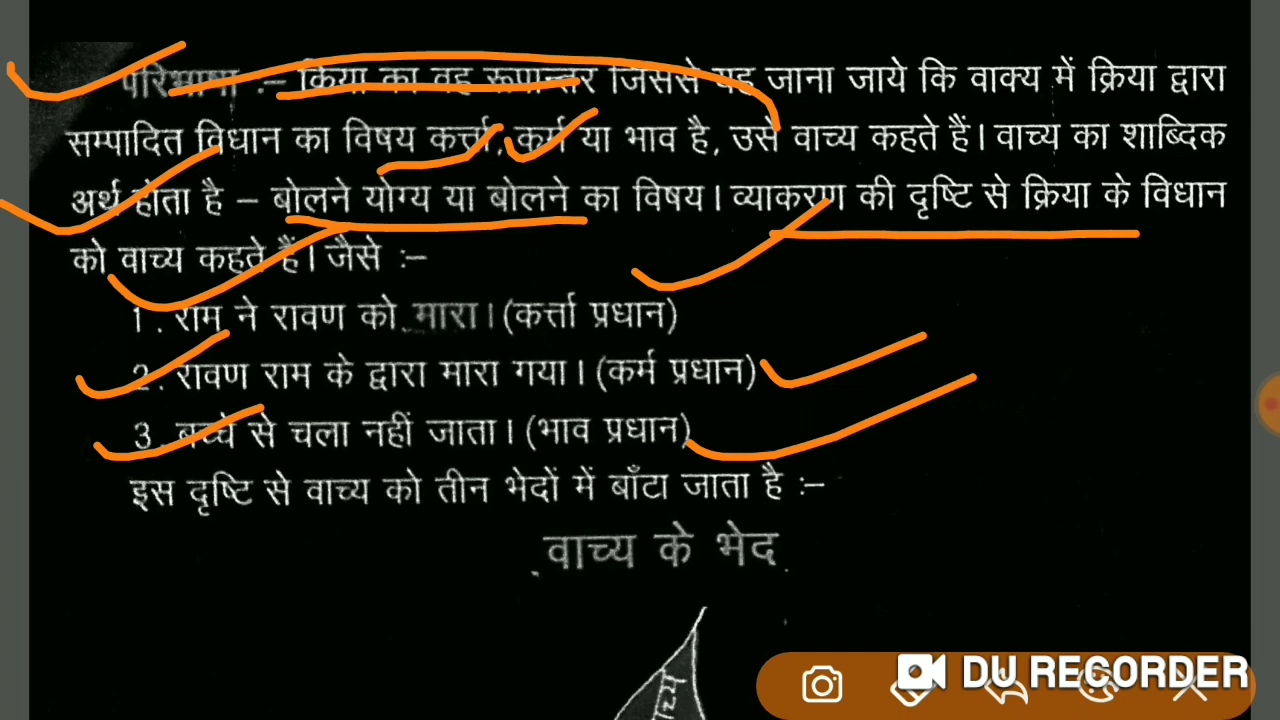 परिभाषा :– क्रिया का वह रूपान्तर जिससे यह जाना जाये कि वाक्य में क्रिया द्वारा
सम्पादित विधान का विषय कर्त्ता, कर्म या भाव है, उसे वाच्य कहते हैं। वाच्य का शाब्दिक
अर्थ होता है – बोलने योग्य या बोलने का विषय। व्याकरण की दृष्टि से क्रिया के विधान
को वाच्य कहते हैं। जैसे :–
1. राम ने रावण को मारा। (कर्त्ता प्रधान)
2. रावण राम के द्वारा मारा गया। (कर्म प्रधान)
3. बच्चे से चला नहीं जाता। (भाव प्रधान)
इस दृष्टि से वाच्य को तीन भेदों में बाँटा जाता है :–
वाच्य के भेद
DU RECORDER